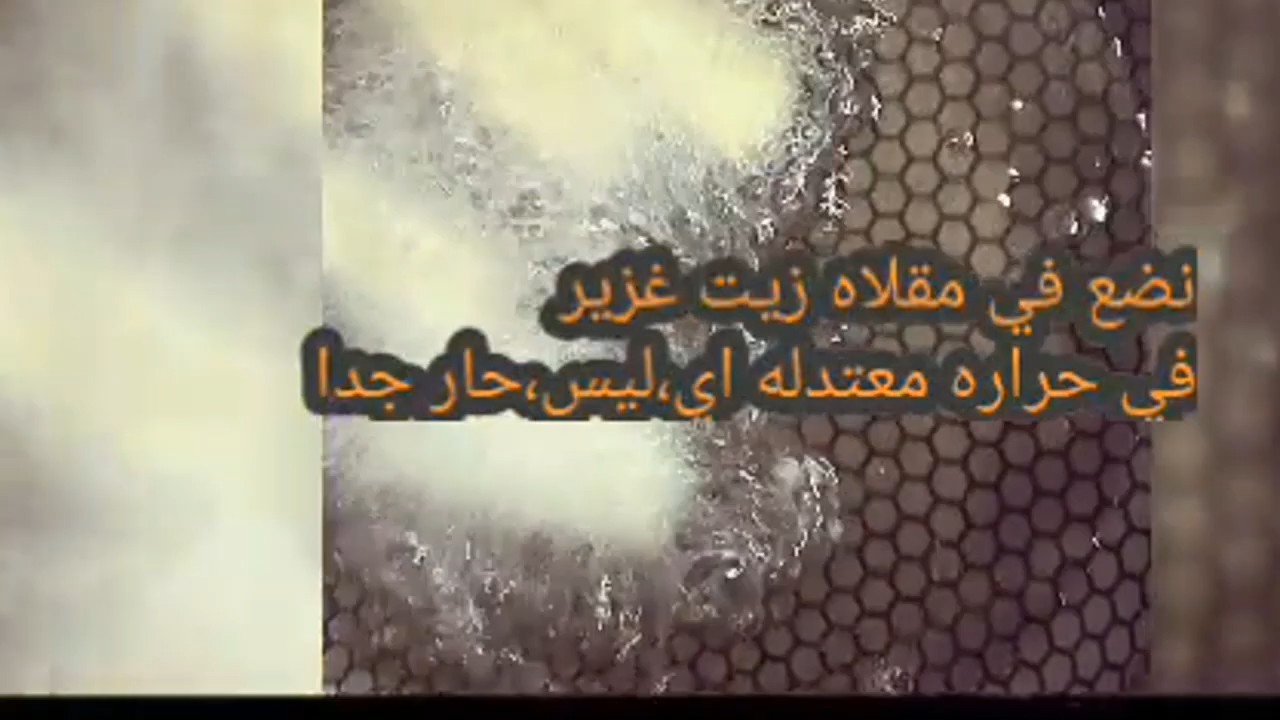 نضع في مقلاه زيت غزير
في حراره معتدله اي،ليس،حار جدا